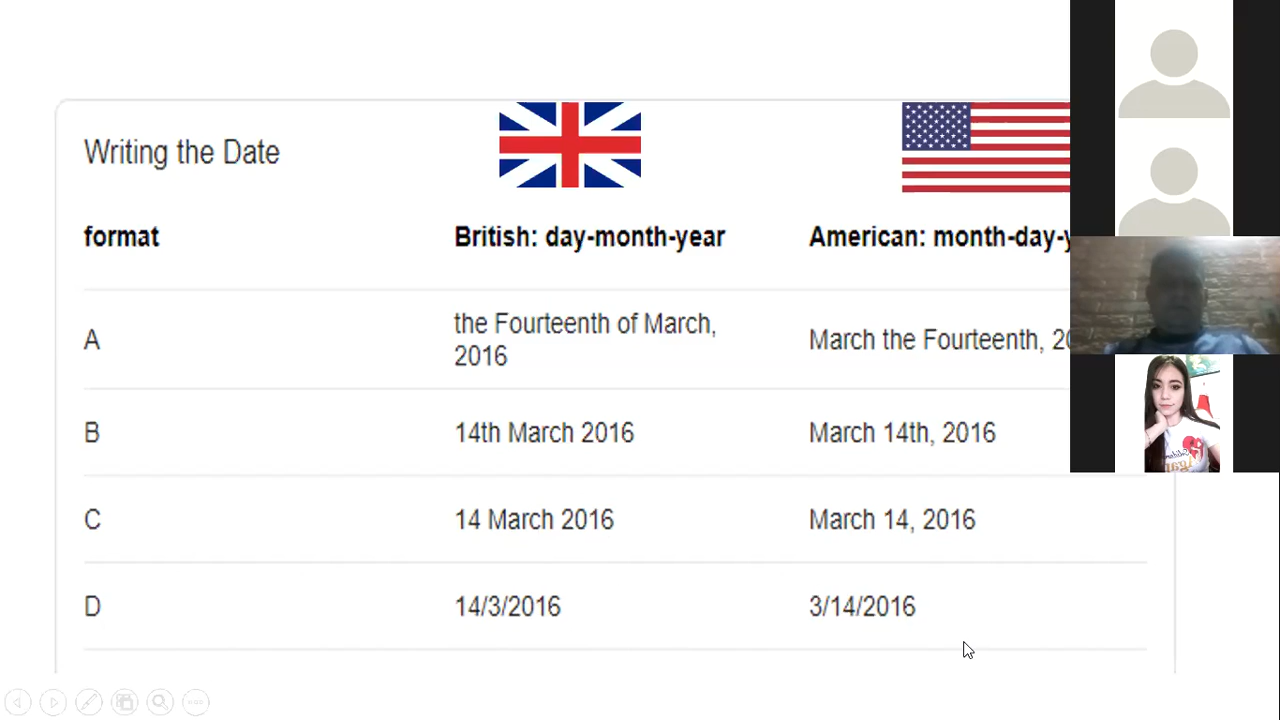 Writing the Date
format
British: day-month-year
American: month-day-y
A
the Fourteenth of March,
2016
March the Fourteenth, 20
B
14th March 2016
March 14th, 2016
C
14 March 2016
March 14, 2016
D
14/3/2016
3/14/2016